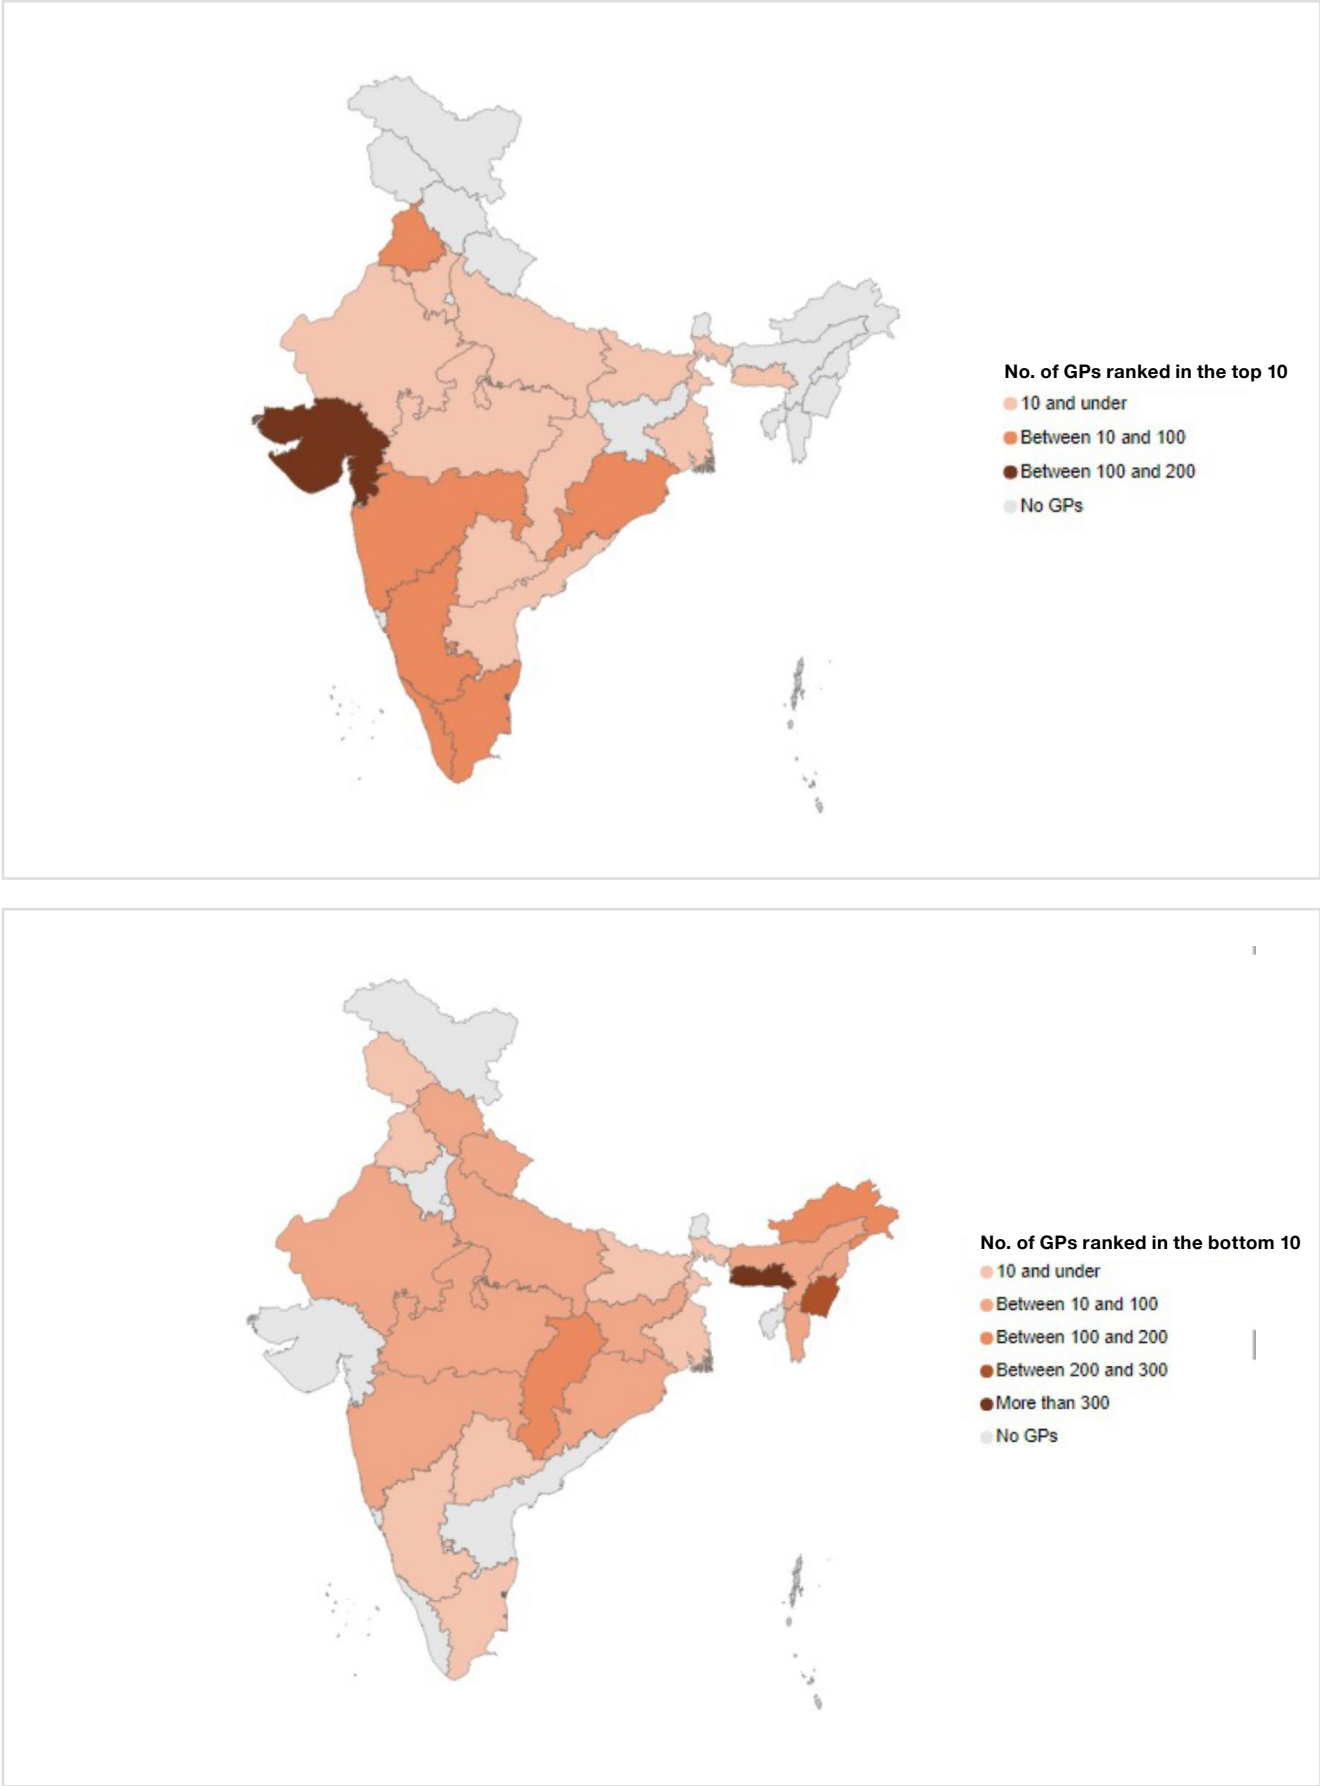 No. of GPs ranked in the top 10
10 and under
Between 10 and 100
Between 100 and 200
No GPs
No. of GPs ranked in the bottom 10
10 and under
Between 10 and 100
Between 100 and 200
Between 200 and 300
More than 300
No GPs